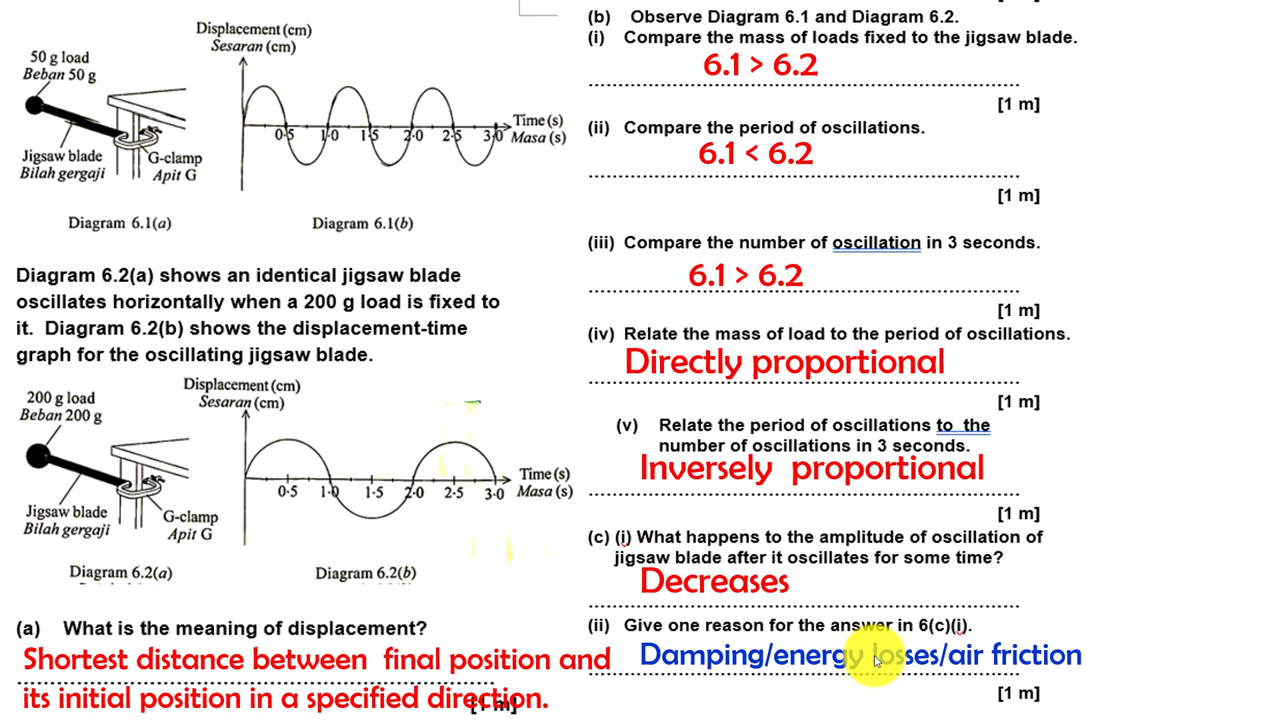 Displacement (cm)
Sesaran (cm)
50 g load
Beban 50 g
Jigsaw blade
Bilah gergaji
G-clamp
Apit G
0·5 1·0 1·5 2·0 2·5 3·0
Time (s)
Masa (s)
Diagram 6.1(a)
Diagram 6.1(b)
Diagram 6.2(a) shows an identical jigsaw blade
oscillates horizontally when a 200 g load is fixed to
it. Diagram 6.2(b) shows the displacement-time
graph for the oscillating jigsaw blade.
Displacement (cm)
Sesaran (cm)
200 g load
Beban 200 g
Jigsaw blade
Bilah gergaji
G-clamp
Apit G
0·5 1·0 1·5 2·0 2·5 3·0
Time (s)
Masa (s)
Diagram 6.2(a)
Diagram 6.2(b)
(a) What is the meaning of displacement?
Shortest distance between final position and
its initial position in a specified direction.
[1 m]
(b) Observe Diagram 6.1 and Diagram 6.2.
(i) Compare the mass of loads fixed to the jigsaw blade.
6.1 > 6.2
[1 m]
(ii) Compare the period of oscillations.
6.1 < 6.2
[1 m]
(iii) Compare the number of oscillation in 3 seconds.
6.1 > 6.2
[1 m]
(iv) Relate the mass of load to the period of oscillations.
Directly proportional
[1 m]
(v) Relate the period of oscillations to the
number of oscillations in 3 seconds.
Inversely proportional
[1 m]
(c) (i) What happens to the amplitude of oscillation of
jigsaw blade after it oscillates for some time?
Decreases
(ii) Give one reason for the answer in 6(c)(i).
Damping/energy losses/air friction
[1 m]